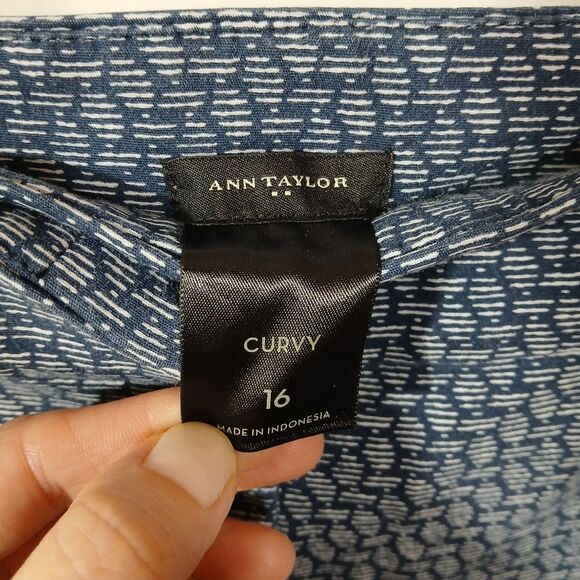 ANN TAYLOR
CURVY
16
MADE IN INDONESIA